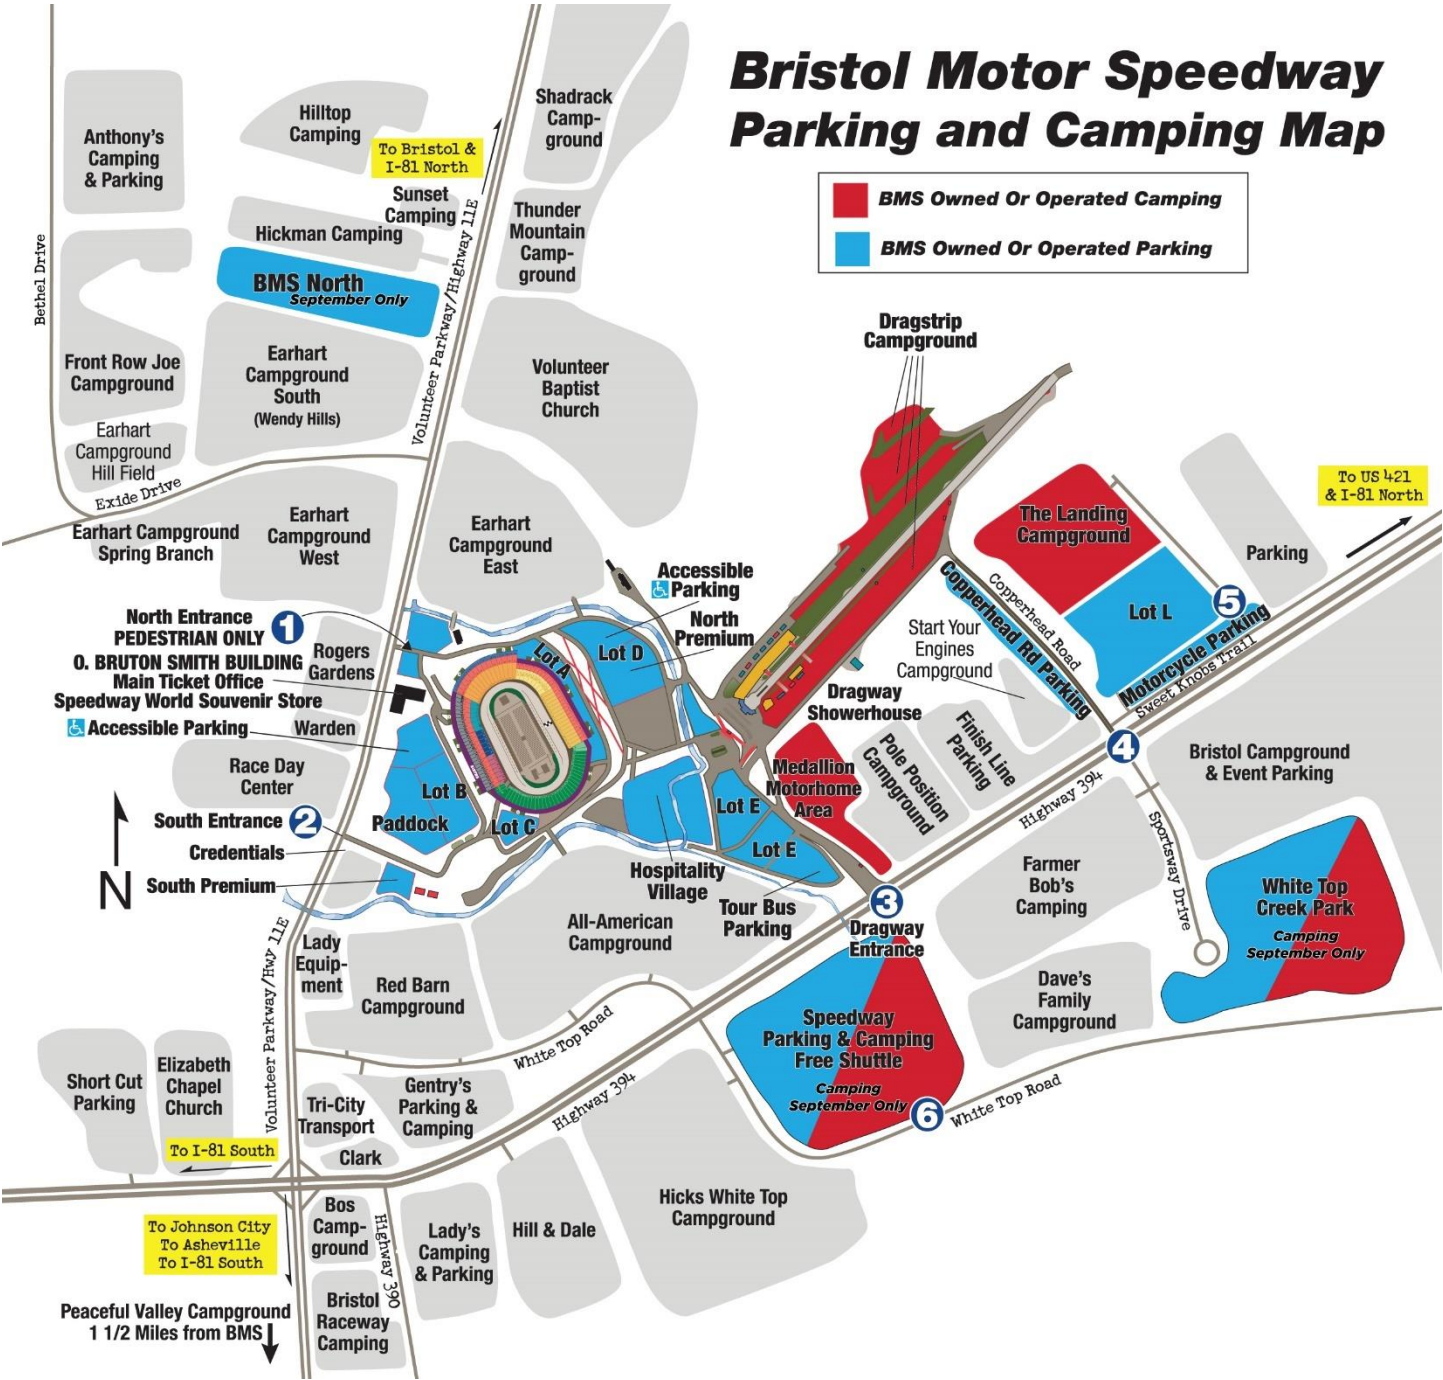 Bristol Motor Speedway
Parking and Camping Map
BMS Owned Or Operated Camping
BMS Owned Or Operated Parking
Anthony's
Camping
& Parking
Hilltop
Camping
To Bristol &
I-81 North
Shadrack
Camp-
ground
Sunset
Camping
Hickman Camping
Thunder
Mountain
Camp-
ground
BMS North
September Only
Bethel Drive
Volunteer Parkway/Highway 11E
Front Row Joe
Campground
Earhart
Campground
South
(Wendy Hills)
Volunteer
Baptist
Church
Dragstrip
Campground
Earhart
Campground
Hill Field
Exide Drive
Earhart Campground
Spring Branch
Earhart
Campground
West
Earhart
Campground
East
The Landing
Campground
To US 421
& I-81 North
Parking
Accessible
Parking
North
Premium
Copperhead Rd Parking
Copperhead Road
Lot L
5
Motorcycle Parking
Sweet Knobs Trail
North Entrance
PEDESTRIAN ONLY
1
O. BRUTON SMITH BUILDING
Main Ticket Office
Speedway World Souvenir Store
Rogers
Gardens
Lot A
Lot D
Start Your
Engines
Campground
Accessible Parking
Warden
Dragway
Showerhouse
4
Race Day
Center
Lot B
Paddock
Lot C
Lot E
Lot E
Medallion
Motorhome
Area
Pole Position
Campground
Finish Line
Parking
Bristol Campground
& Event Parking
Highway 394
South Entrance
2
Credentials
South Premium
N
Hospitality
Village
Tour Bus
Parking
3
Dragway
Entrance
Farmer
Bob's
Camping
Sportsway Drive
White Top
Creek Park
Camping
September Only
All-American
Campground
Lady
Equip-
ment
Red Barn
Campground
Volunteer Parkway/Hwy 11E
Dave's
Family
Campground
Speedway
Parking & Camping
Free Shuttle
Camping
September Only
6
White Top Road
White Top Road
Short Cut
Parking
Elizabeth
Chapel
Church
Tri-City
Transport
Gentry's
Parking &
Camping
Highway 394
To I-81 South
Clark
To Johnson City
To Asheville
To I-81 South
Bos
Camp-
ground
Highway 390
Lady's
Camping
& Parking
Hill & Dale
Hicks White Top
Campground
Peaceful Valley Campground
1 1/2 Miles from BMS
Bristol
Raceway
Camping